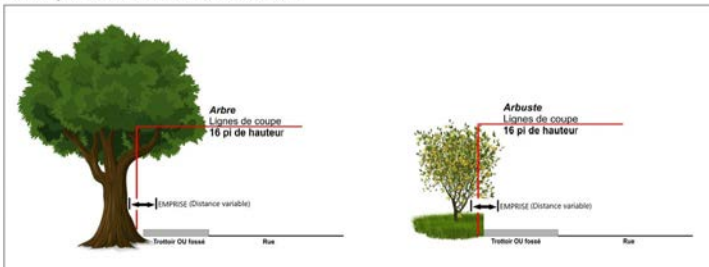 Arbre
Lignes de coupe
16 pi de hauteur
EMPRISE (Distance variable)
Trottoir OU fossé
Rue
Arbuste
Lignes de coupe
16 pi de hauteur
EMPRISE (Distance variable)
Trottoir OU fossé
Rue